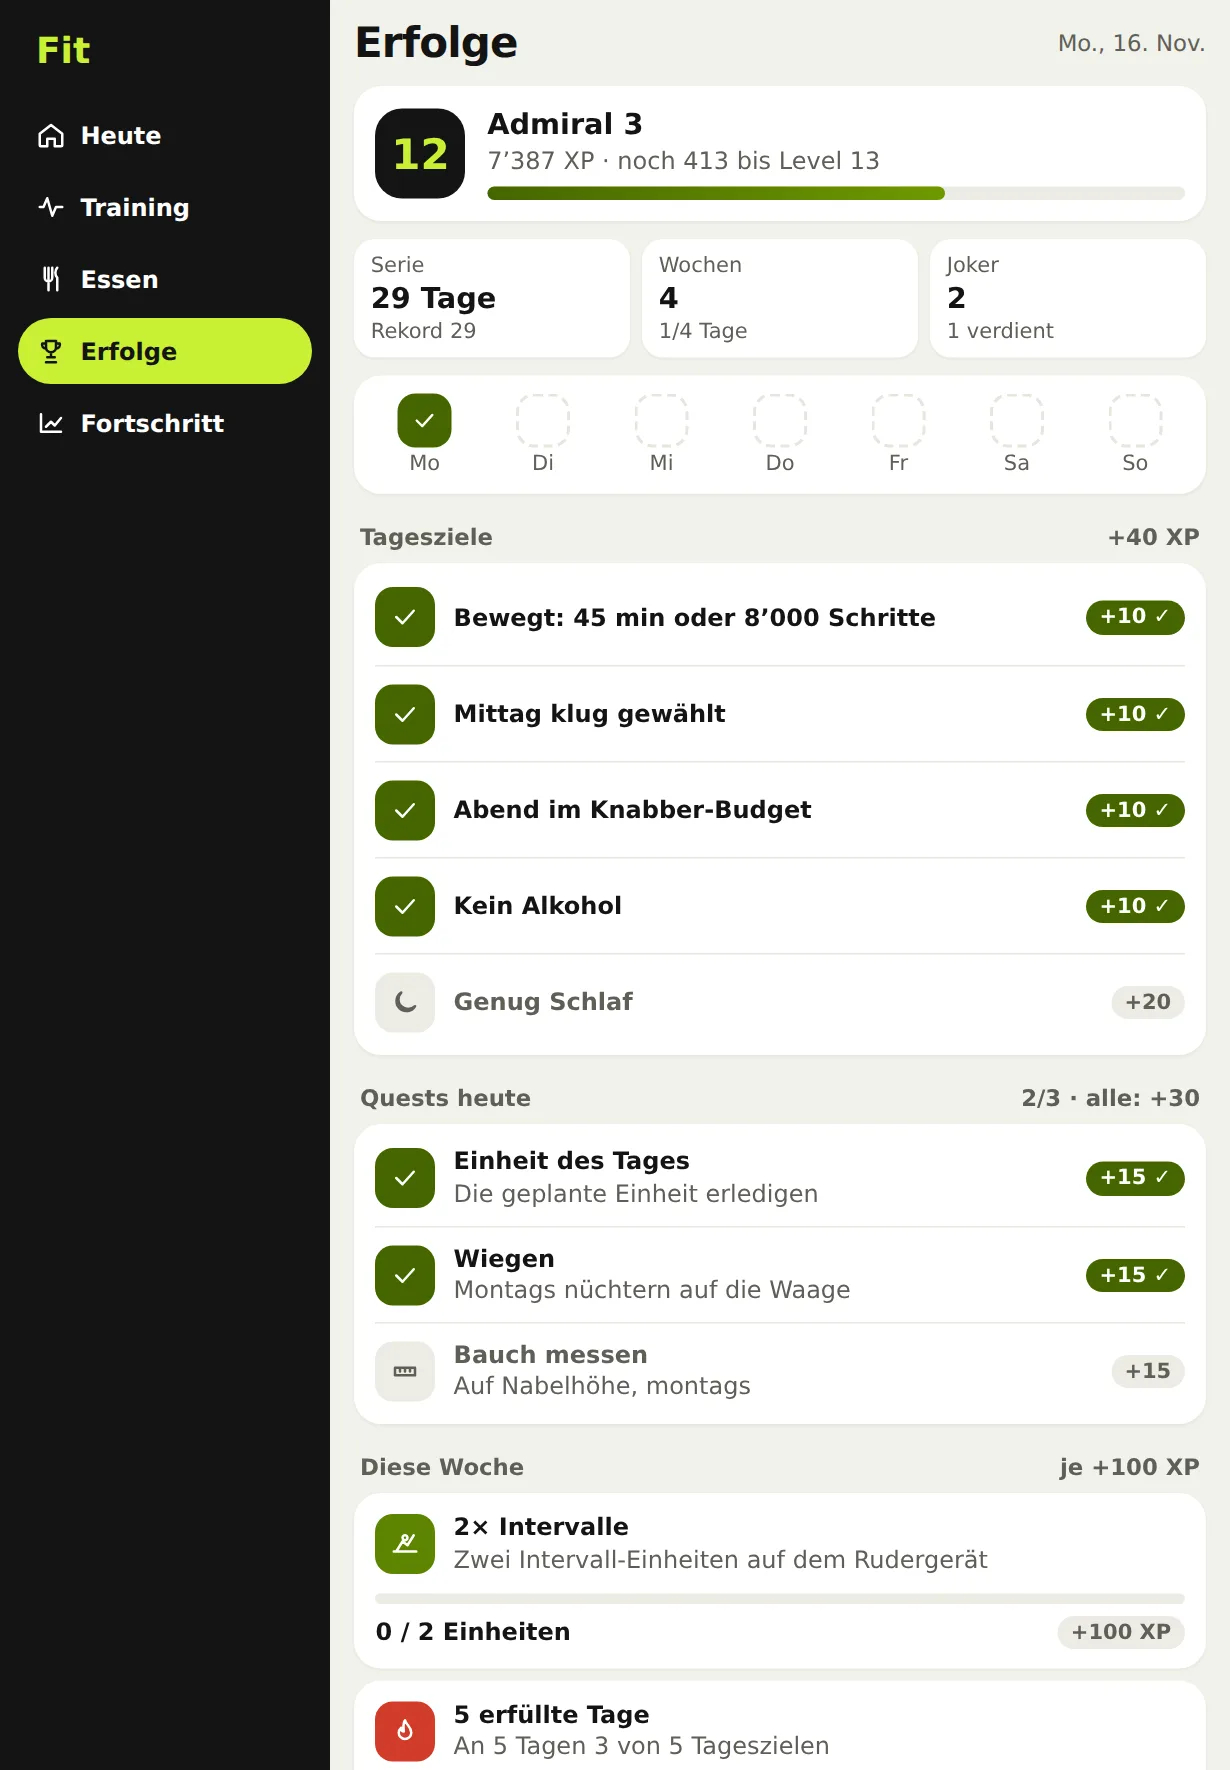 Fit
Heute
Training
Essen
Erfolge
Fortschritt
Erfolge
Mo., 16. Nov.
12
Admiral 3
7’387 XP · noch 413 bis Level 13
Serie
29 Tage
Rekord 29
Wochen
4
1/4 Tage
Joker
2
1 verdient
Mo
Di
Mi
Do
Fr
Sa
So
Tagesziele
+40 XP
Bewegt: 45 min oder 8’000 Schritte
+10 ✓
Mittag klug gewählt
+10 ✓
Abend im Knabber-Budget
+10 ✓
Kein Alkohol
+10 ✓
Genug Schlaf
+20
Quests heute
2/3 · alle: +30
Einheit des Tages
Die geplante Einheit erledigen
+15 ✓
Wiegen
Montags nüchtern auf die Waage
+15 ✓
Bauch messen
Auf Nabelhöhe, montags
+15
Diese Woche
je +100 XP
2× Intervalle
Zwei Intervall-Einheiten auf dem Rudergerät
0 / 2 Einheiten
+100 XP
5 erfüllte Tage
An 5 Tagen 3 von 5 Tageszielen